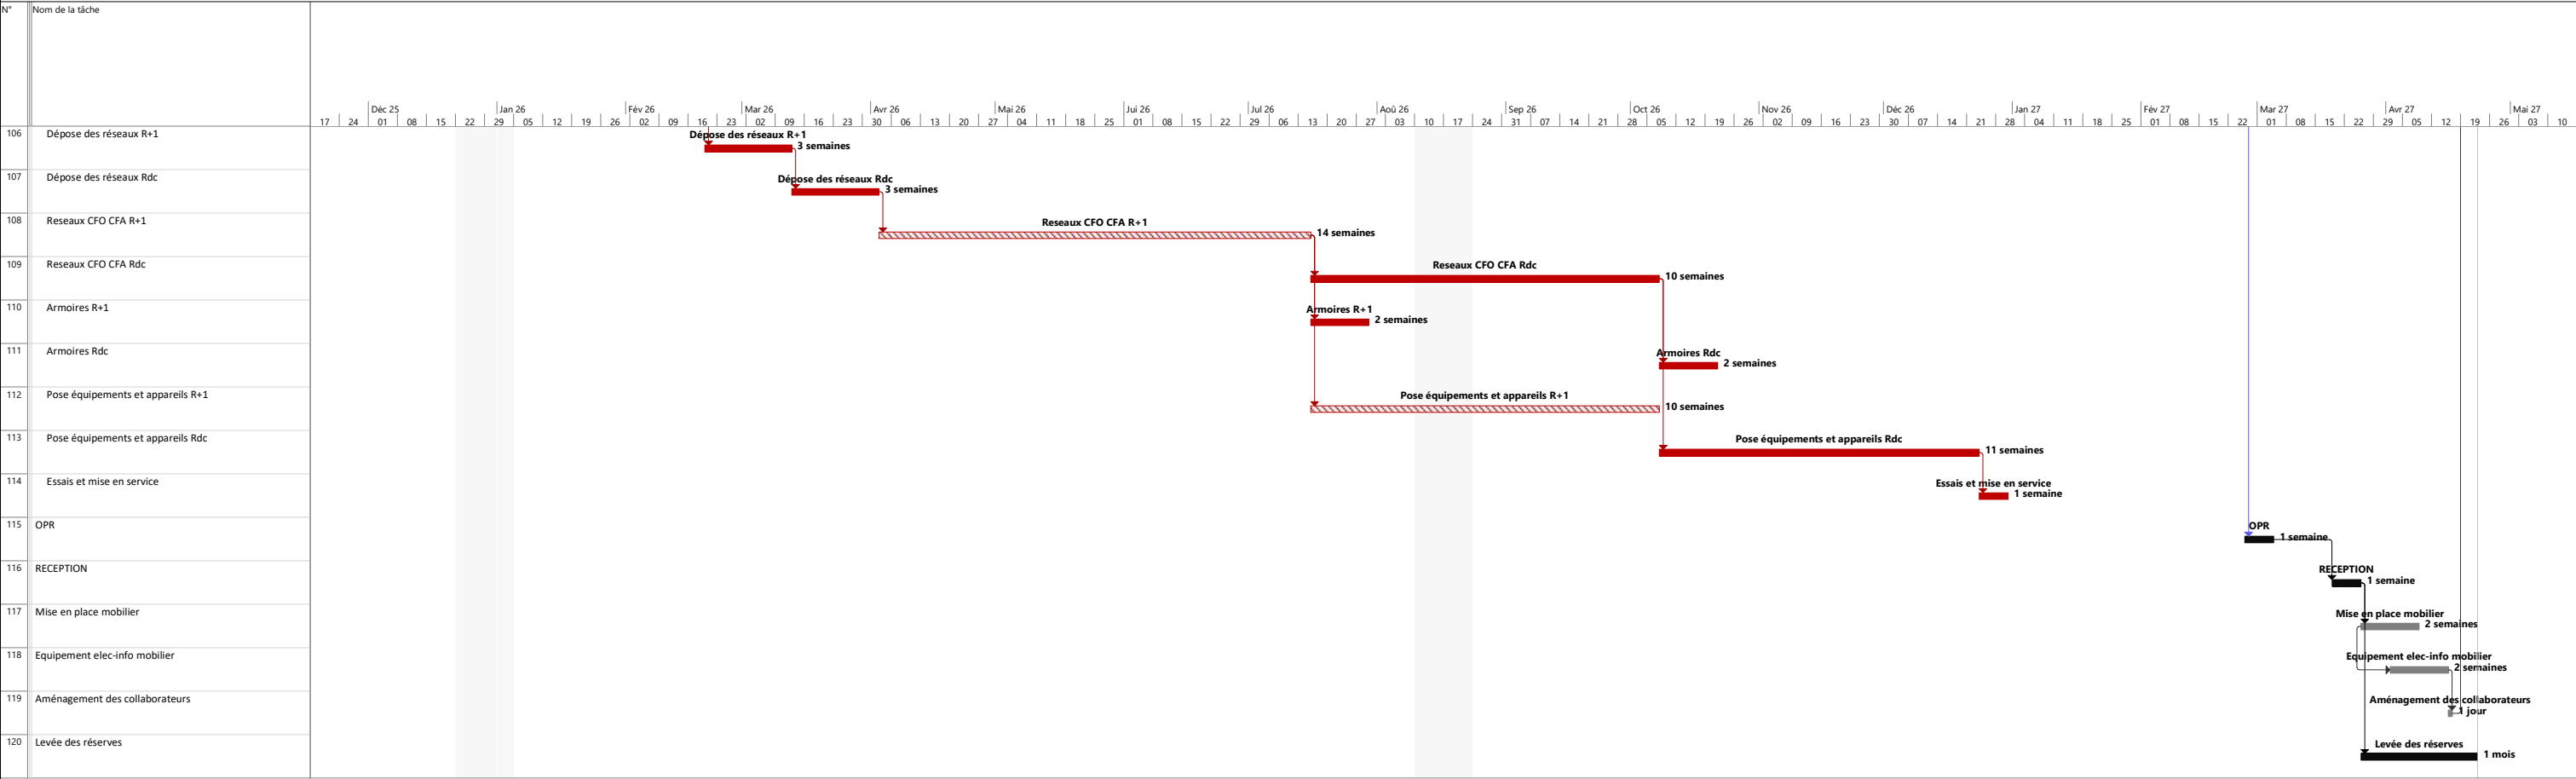 N° Nom de la tâche
Déc 25 Jan 26 Fév 26 Mar 26 Avr 26 Mai 26 Jui 26 Jul 26 Aoû 26 Sep 26 Oct 26 Nov 26 Déc 26 Jan 27 Fév 27 Mar 27 Avr 27 Mai 27
17 24 01 08 15 22 29 05 12 19 26 02 09 16 23 02 09 16 23 30 06 13 20 27 04 11 18 25 01 08 15 22 29 06 13 20 27 03 10 17 24 31 07 14 21 28 05 12 19 26 02 09 16 23 30 07 14 21 28 04 11 18 25 01 08 15 22 01 08 15 22 29 05 12 19 26 03 10
106 Dépose des réseaux R+1 Dépose des réseaux R+1
3 semaines
107 Dépose des réseaux Rdc Dépose des réseaux Rdc
3 semaines
108 Reseaux CFO CFA R+1 Reseaux CFO CFA R+1
14 semaines
109 Reseaux CFO CFA Rdc Reseaux CFO CFA Rdc
10 semaines
110 Armoires R+1 Armoires R+1
2 semaines
111 Armoires Rdc Armoires Rdc
2 semaines
112 Pose équipements et appareils R+1 Pose équipements et appareils R+1
10 semaines
113 Pose équipements et appareils Rdc Pose équipements et appareils Rdc
11 semaines
114 Essais et mise en service Essais et mise en service
1 semaine
115 OPR OPR
1 semaine
116 RECEPTION RECEPTION
1 semaine
117 Mise en place mobilier Mise en place mobilier
2 semaines
118 Equipement elec-info mobilier Equipement elec-info mobilier
2 semaines
119 Aménagement des collaborateurs Aménagement des collaborateurs
1 jour
120 Levée des réserves Levée des réserves
1 mois